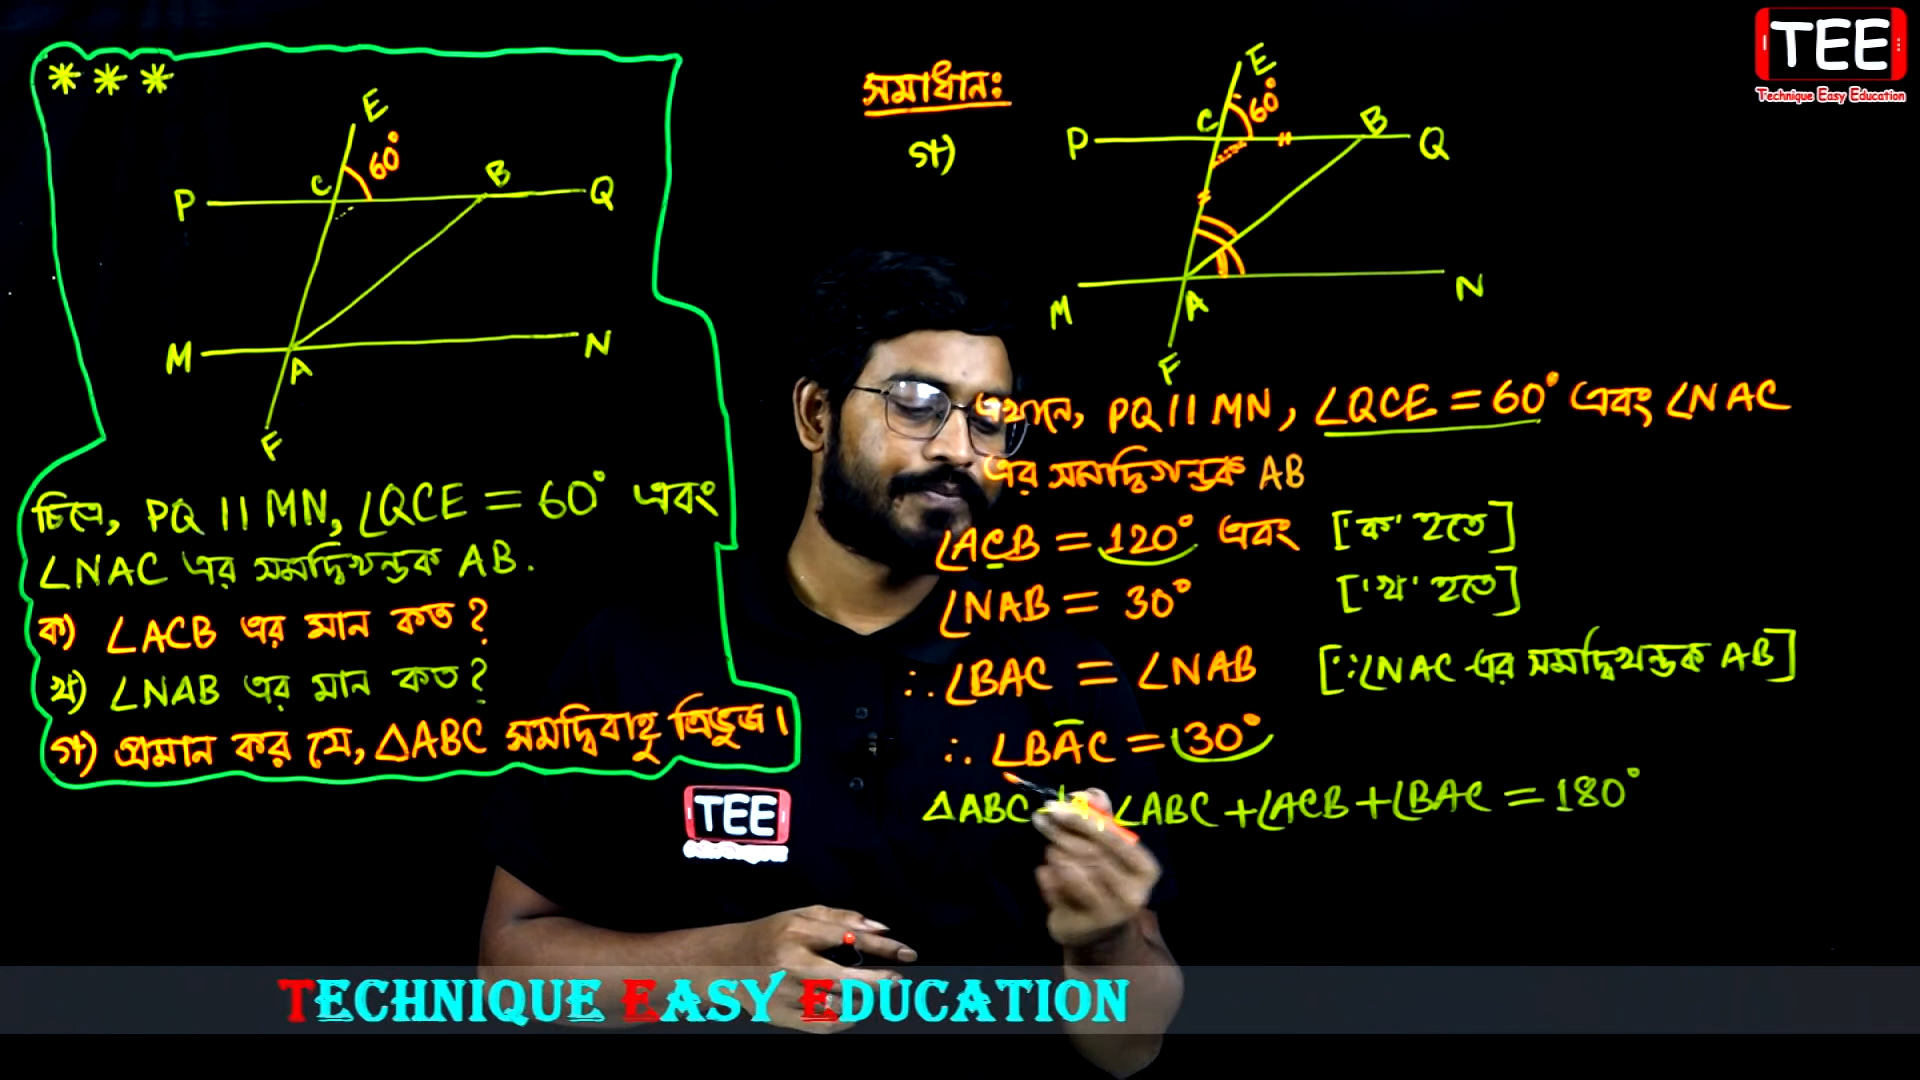 TEE
Technique Easy Education
***
E
60°
C
B
P
Q
M
A
N
F
চিত্রে, PQ || MN, ∠QCE = 60° এবং
∠NAC এর সমদ্বিখন্ডক AB.
ক) ∠ACB এর মান কত?
খ) ∠NAB এর মান কত?
গ) প্রমান কর যে, △ABC সমদ্বিবাহু ত্রিভুজ।
সমাধানঃ
গ)
E
60°
C
B
P
Q
M
A
N
F
এখানে, PQ || MN, ∠QCE = 60° এবং ∠NAC
এর সমদ্বিখন্ডক AB
∠ACB = 120° এবং ['ক' হতে]
∠NAB = 30° ['খ' হতে]
∴ ∠BAC = ∠NAB [∵ ∠NAC এর সমদ্বিখন্ডক AB]
∴ ∠BAC = 30°
△ABC ∠ABC + ∠ACB + ∠BAC = 180°
TEE
TECHNIQUE EASY EDUCATION